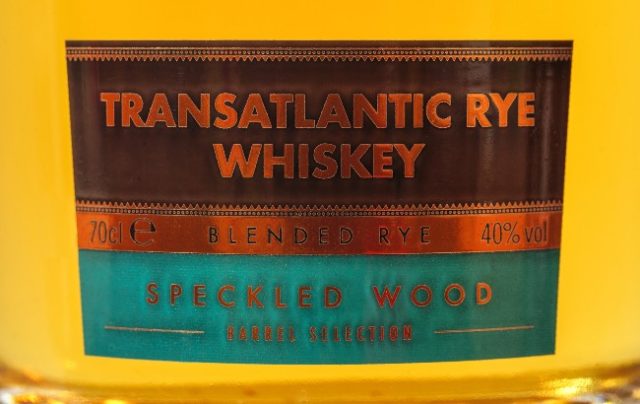 TRANSATLANTIC RYE
WHISKEY
70cl ℮ BLENDED RYE 40% vol
SPECKLED WOOD
BARREL SELECTION